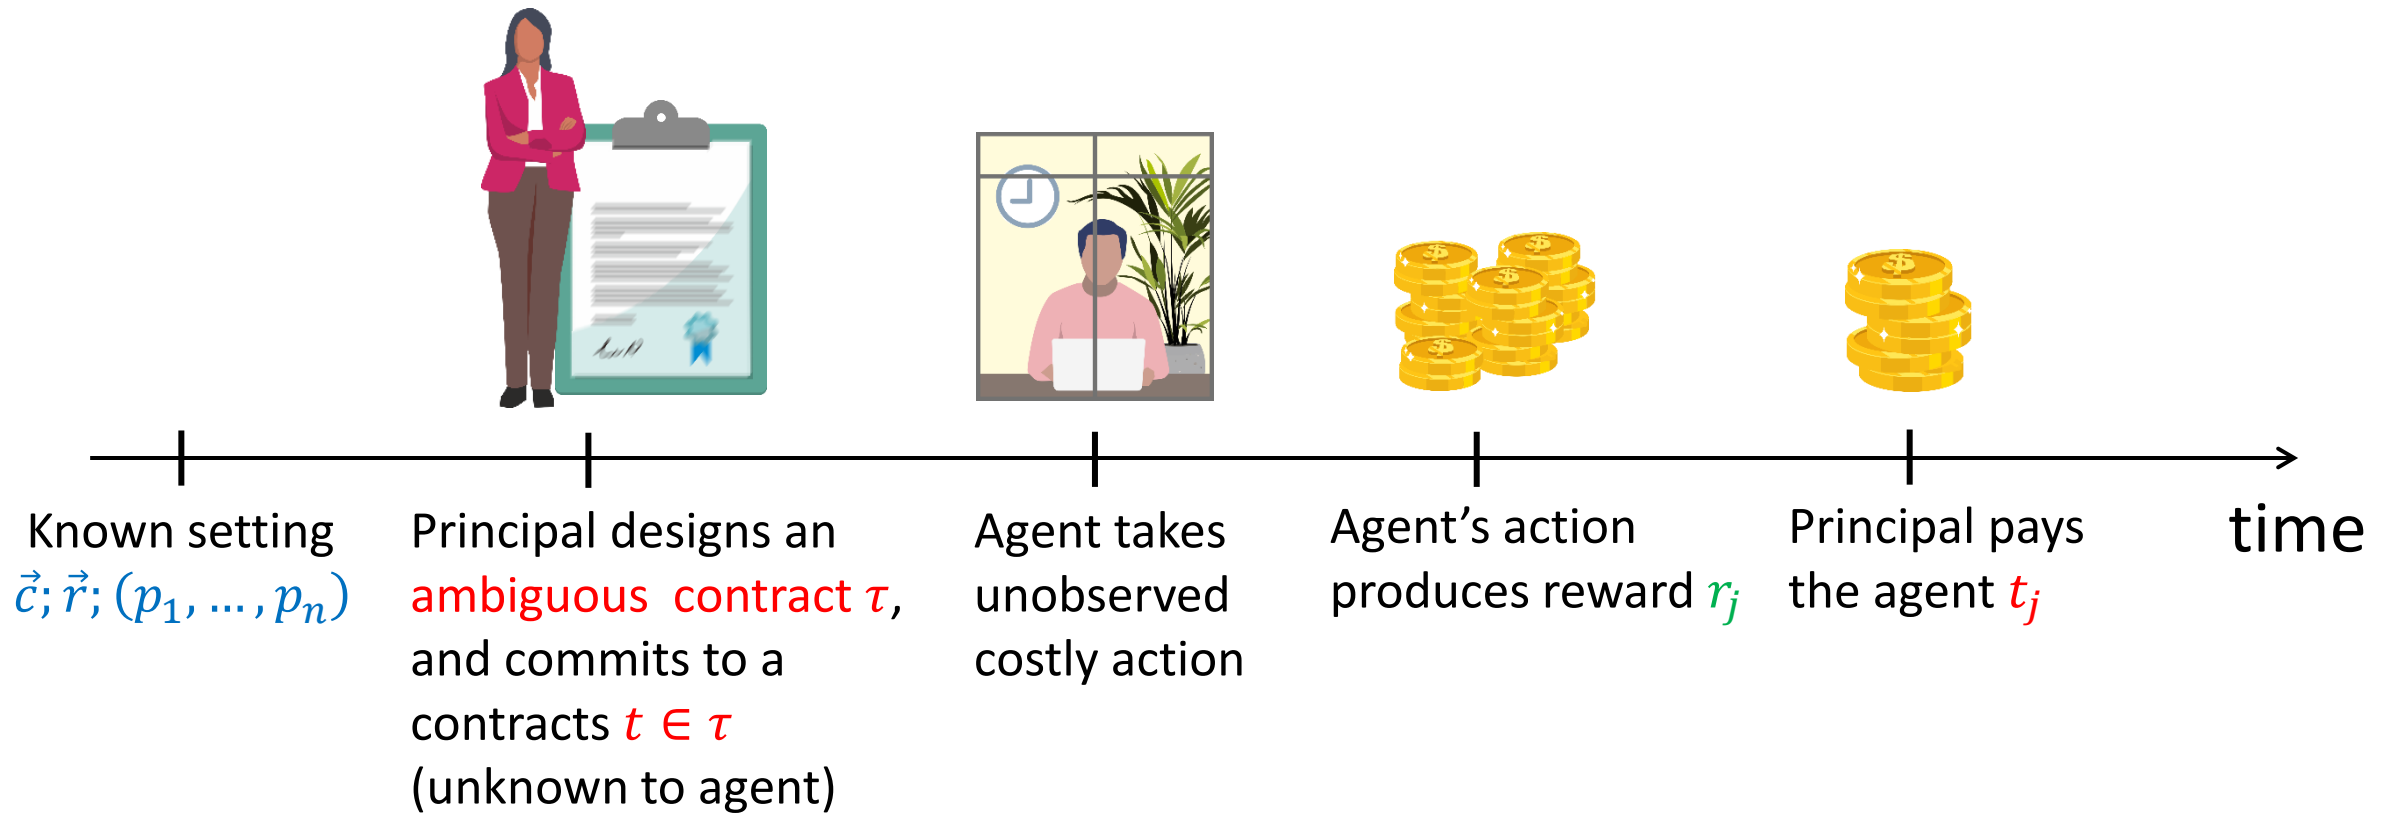 Known setting
c⃗; r⃗; (p₁, … , pₙ)
Principal designs an
ambiguous contract τ,
and commits to a
contracts t ∈ τ
(unknown to agent)
Agent takes
unobserved
costly action
Agent’s action
produces reward rⱼ
Principal pays
the agent tⱼ
time